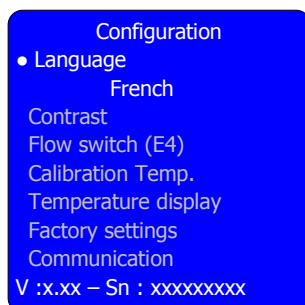 Configuration
● Language
French
Contrast
Flow switch (E4)
Calibration Temp.
Temperature display
Factory settings
Communication
V :x.xx – Sn : xxxxxxxxx